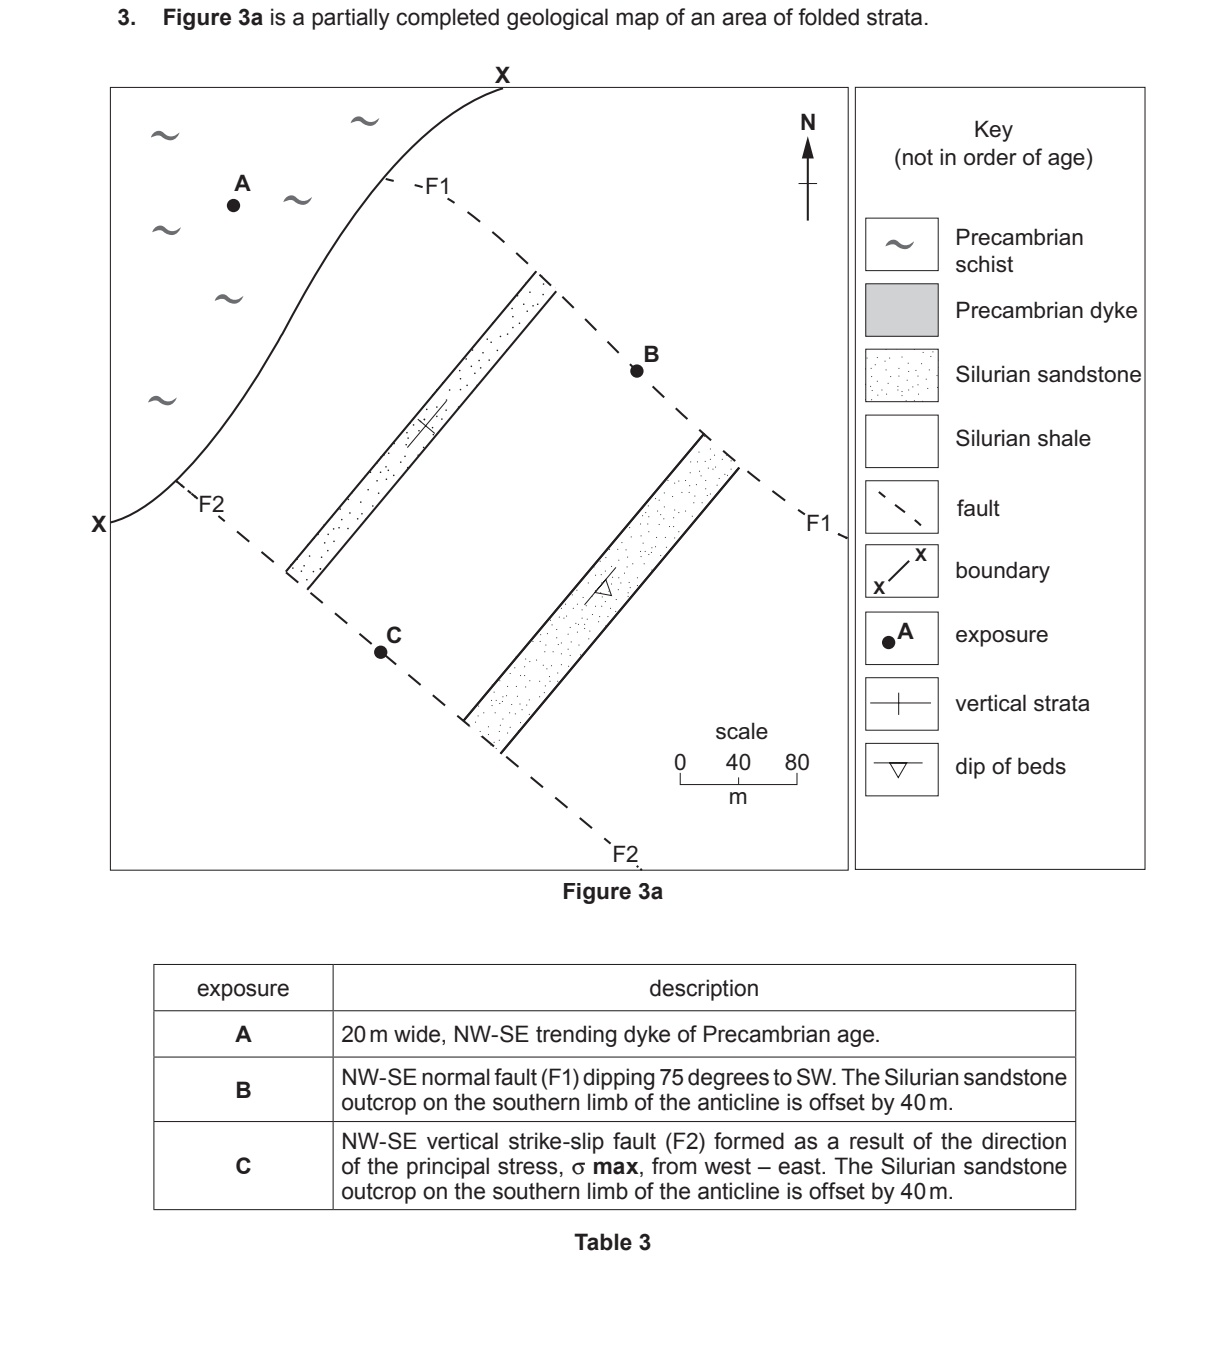 3. Figure 3a is a partially completed geological map of an area of folded strata.
X
N
A
F1
B
F2
X
F1
C
scale
0 40 80
m
F2
Figure 3a
Key
(not in order of age)
Precambrian
schist
Precambrian dyke
Silurian sandstone
Silurian shale
fault
X
X
boundary
A
exposure
vertical strata
dip of beds
exposure description
A 20 m wide, NW-SE trending dyke of Precambrian age.
B NW-SE normal fault (F1) dipping 75 degrees to SW. The Silurian sandstone
outcrop on the southern limb of the anticline is offset by 40 m.
C NW-SE vertical strike-slip fault (F2) formed as a result of the direction
of the principal stress, σ max, from west – east. The Silurian sandstone
outcrop on the southern limb of the anticline is offset by 40 m.
Table 3